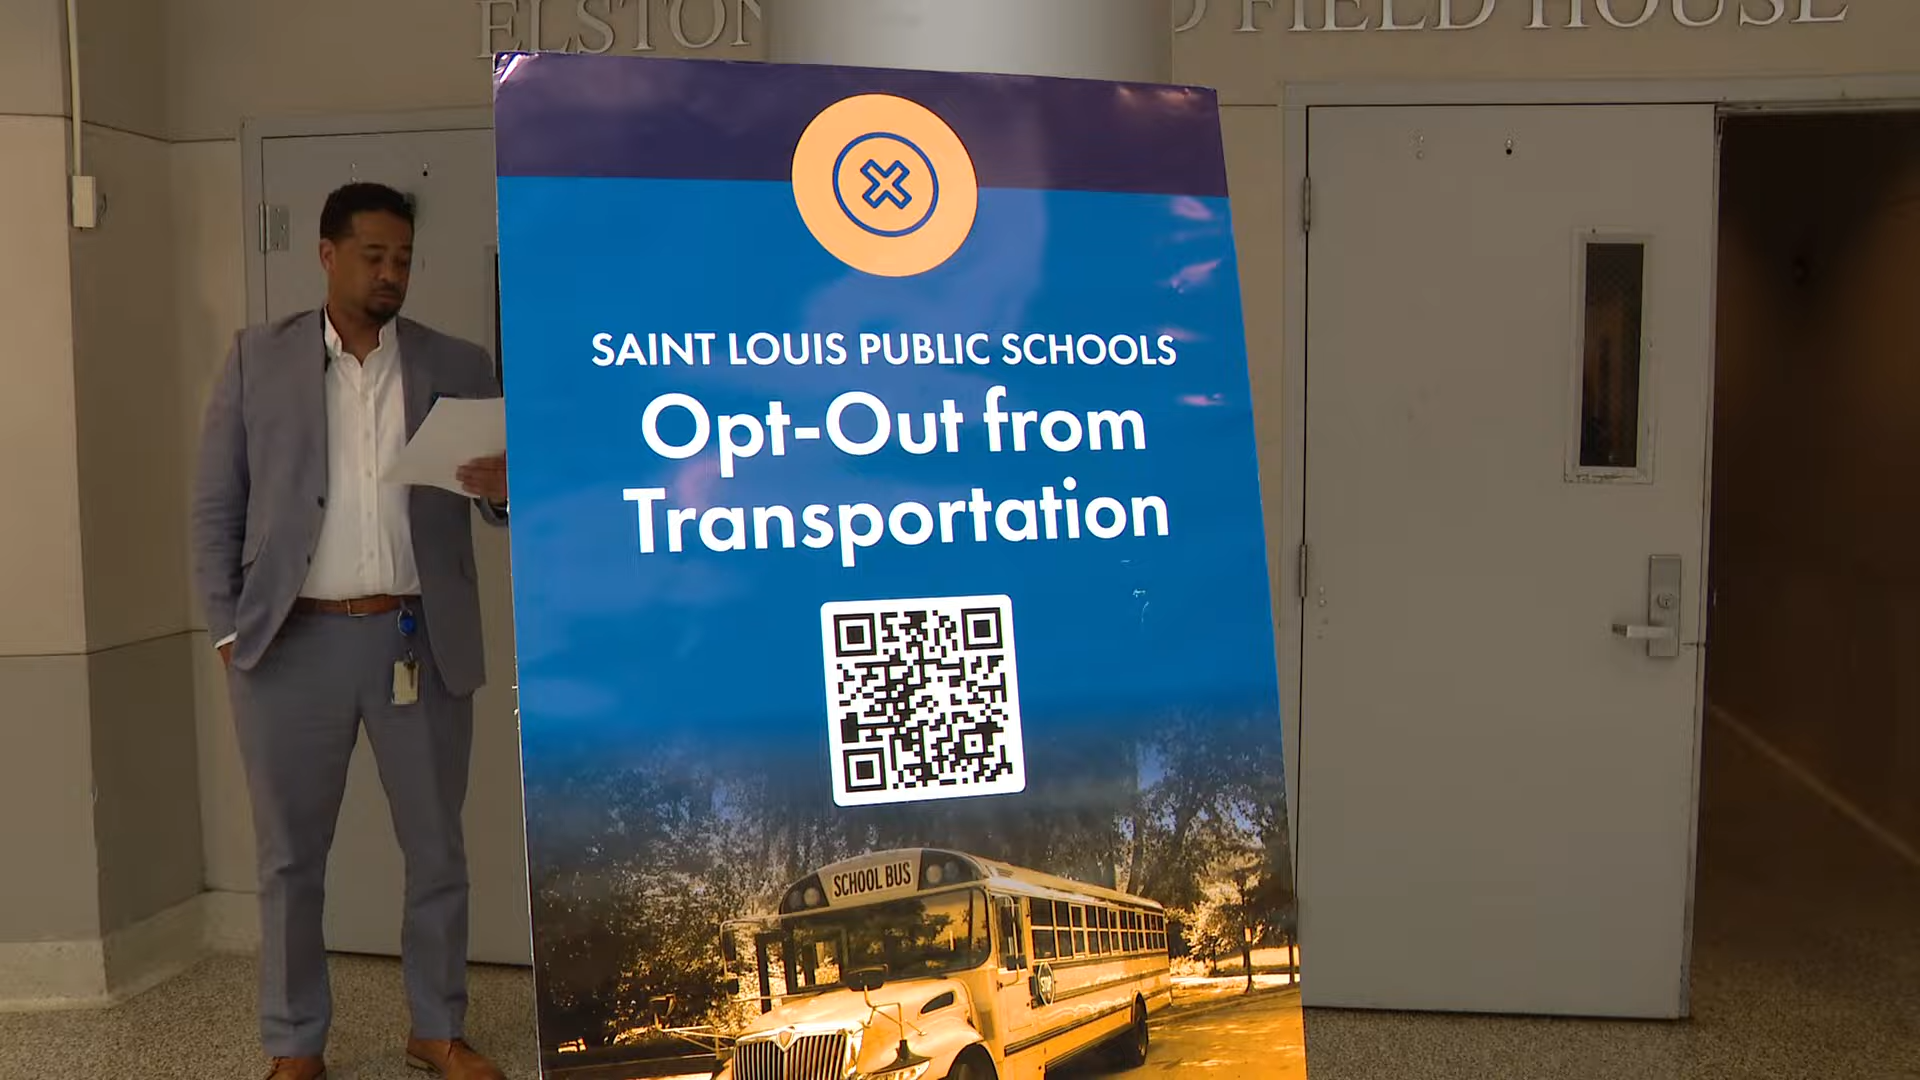 ELSTON D FIELD HOUSE
SAINT LOUIS PUBLIC SCHOOLS
Opt-Out from
Transportation
SCHOOL BUS